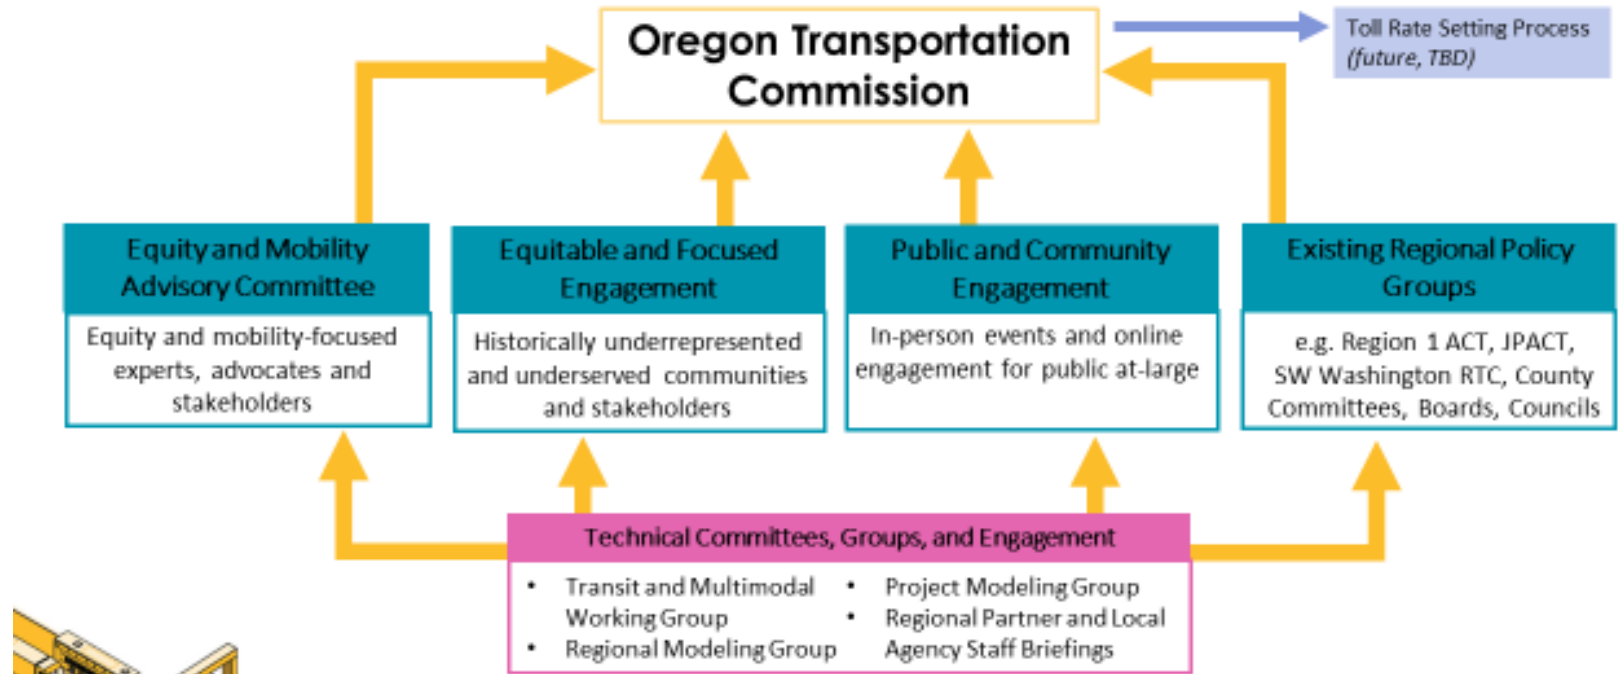 Oregon Transportation
Commission
Toll Rate Setting Process
(future, TBD)
Equity and Mobility
Advisory Committee
Equity and mobility-focused
experts, advocates and
stakeholders
Equitable and Focused
Engagement
Historically underrepresented
and underserved communities
and stakeholders
Public and Community
Engagement
In-person events and online
engagement for public at-large
Existing Regional Policy
Groups
e.g. Region 1 ACT, JPACT,
SW Washington RTC, County
Committees, Boards, Councils
Technical Committees, Groups, and Engagement
• Transit and Multimodal
Working Group
• Regional Modeling Group
• Project Modeling Group
• Regional Partner and Local
Agency Staff Briefings